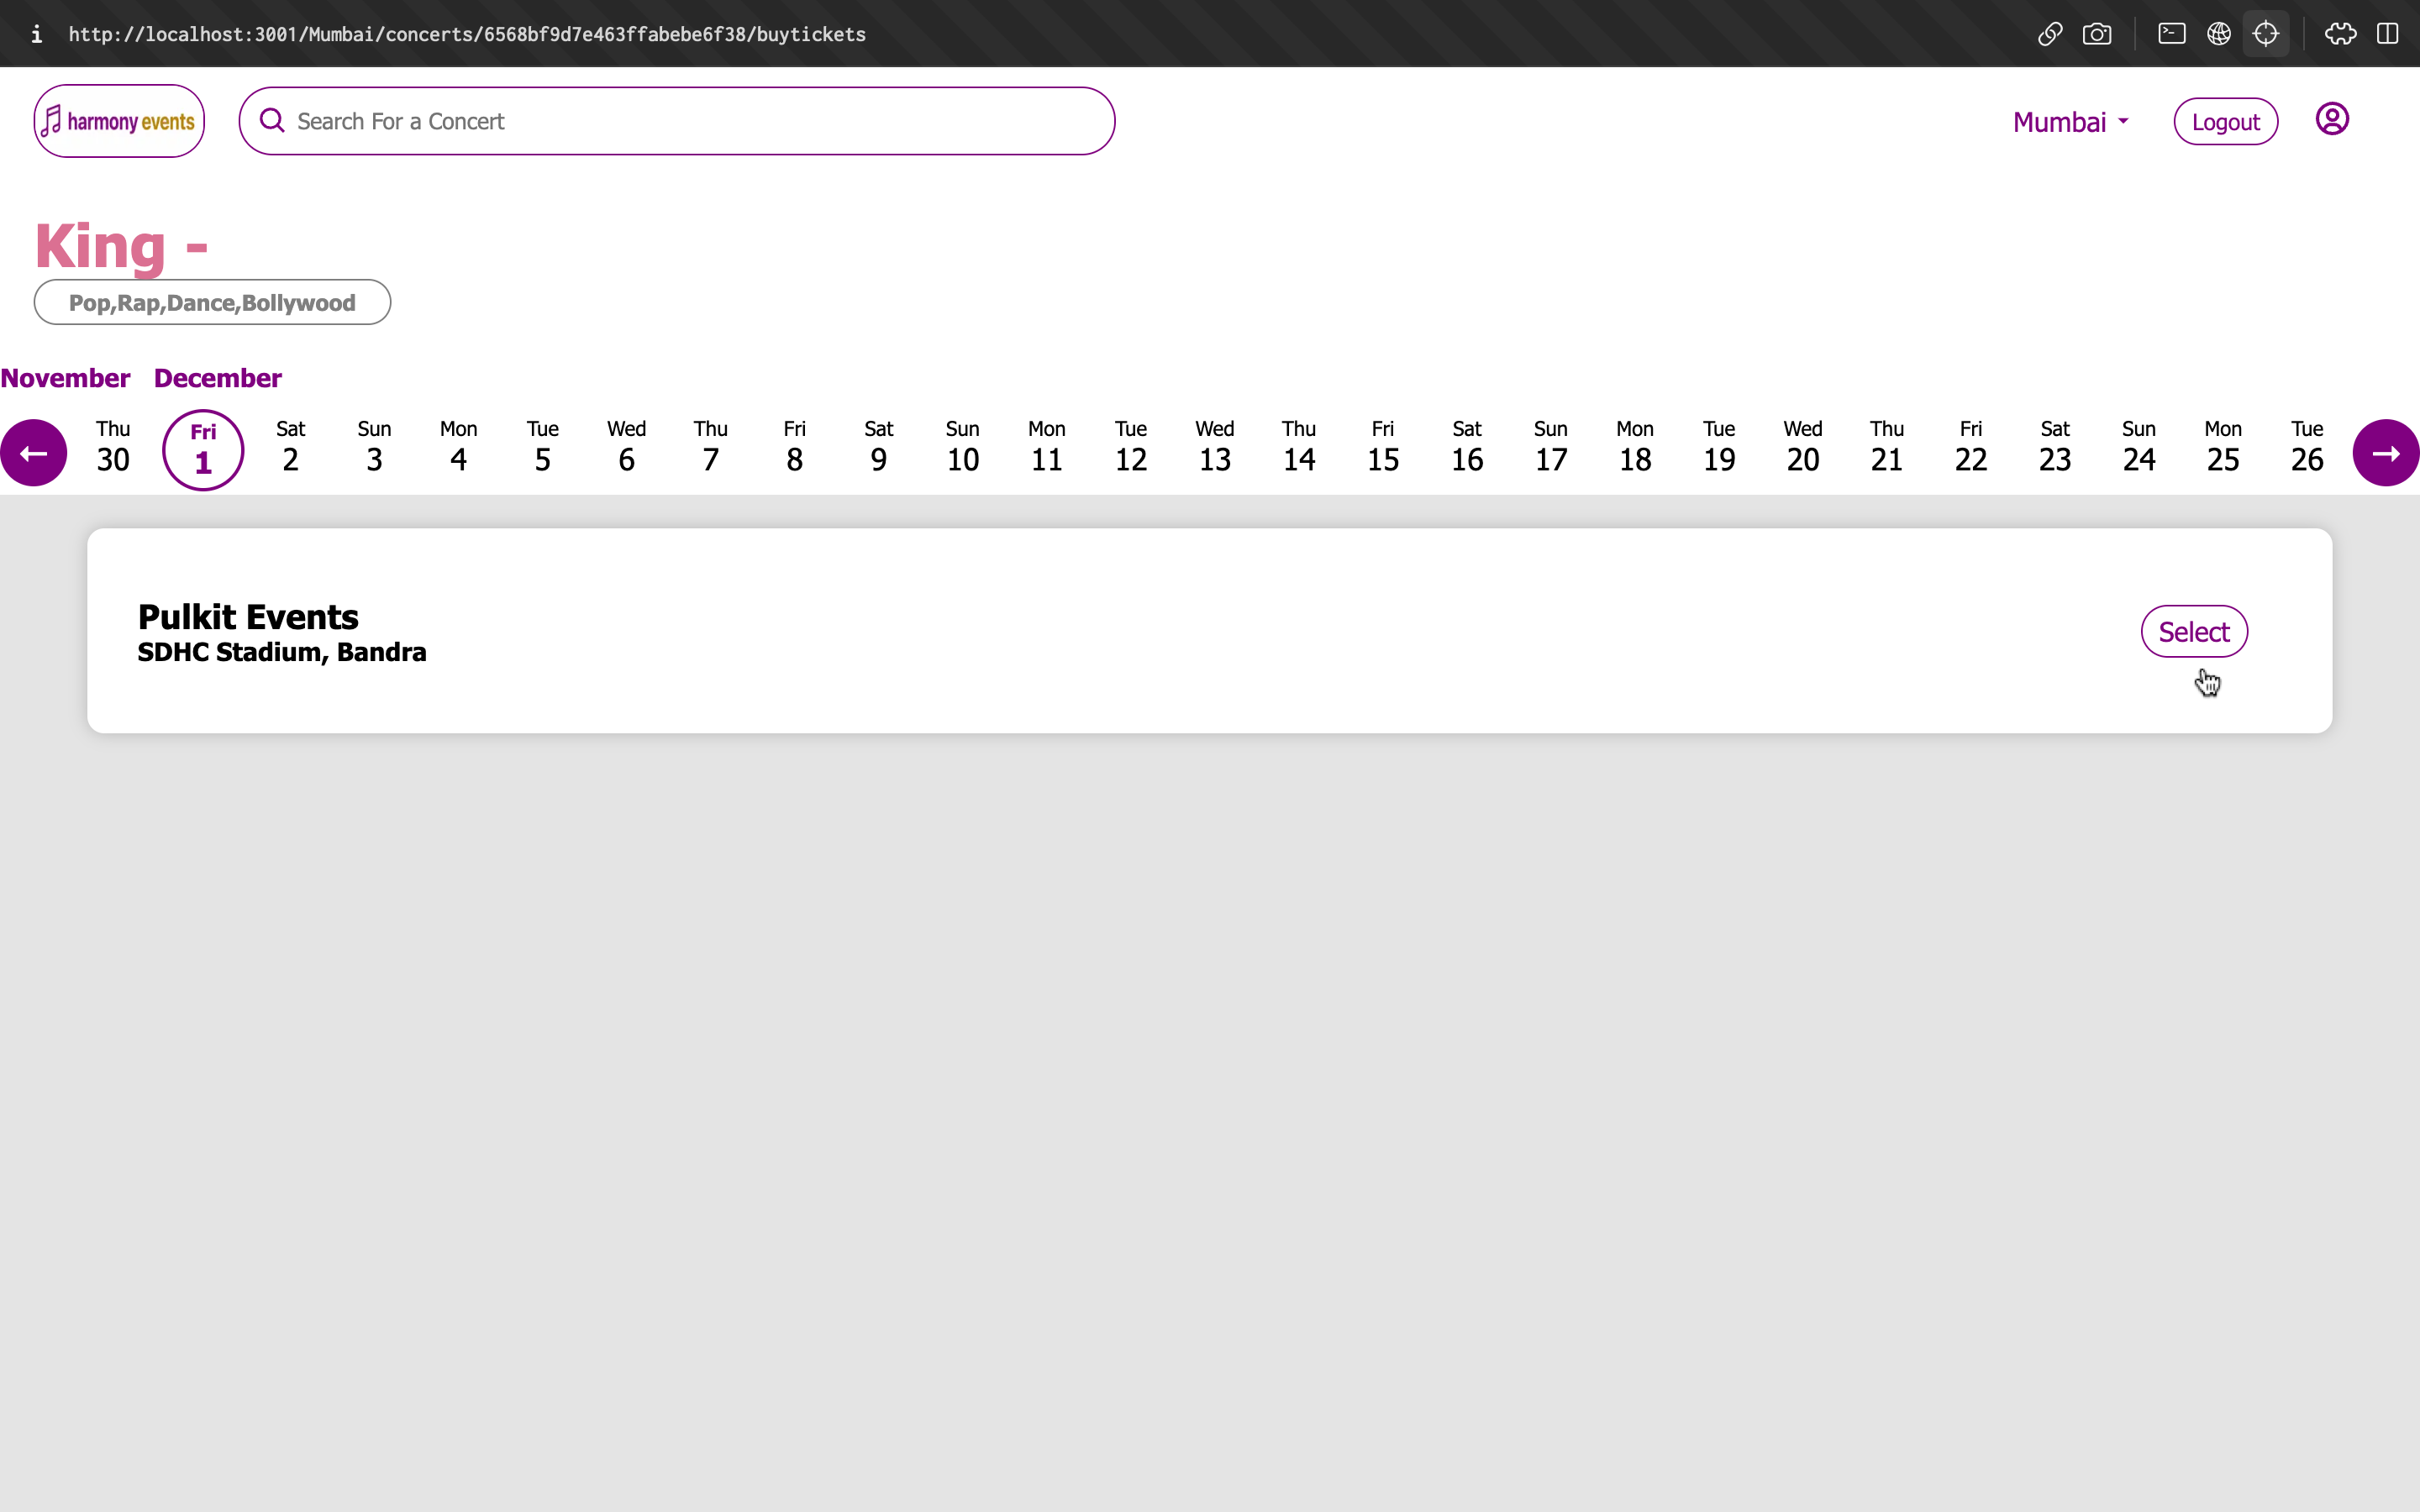 i http://localhost:3001/Mumbai/concerts/6568bf9d7e463ffabebe6f38/buytickets
harmony events Search For a Concert Mumbai Logout
King -
Pop,Rap,Dance,Bollywood
November December
Thu Fri Sat Sun Mon Tue Wed Thu Fri Sat Sun Mon Tue Wed Thu Fri Sat Sun Mon Tue Wed Thu Fri Sat Sun Mon Tue
30 1 2 3 4 5 6 7 8 9 10 11 12 13 14 15 16 17 18 19 20 21 22 23 24 25 26
Pulkit Events
SDHC Stadium, Bandra
Select